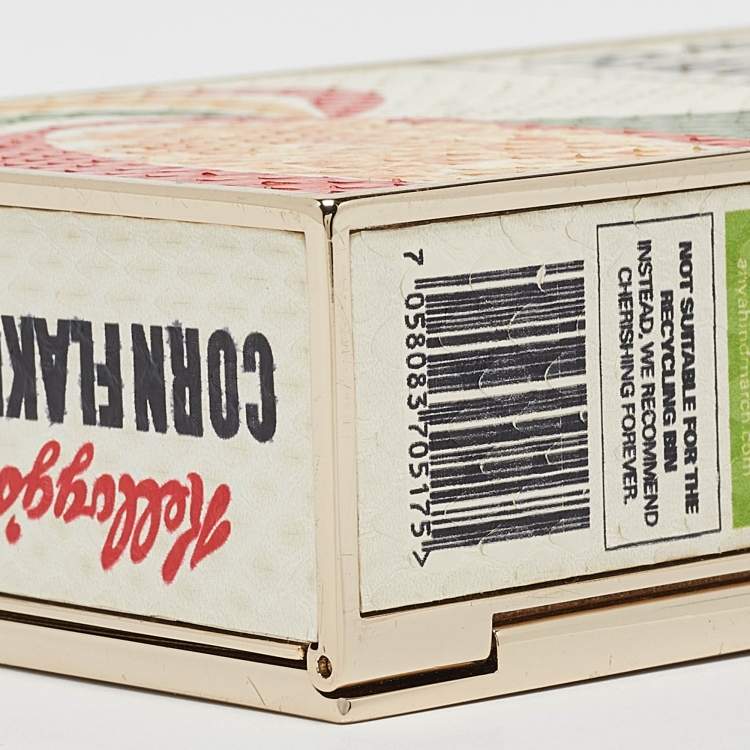 CORN FLAK
Kellogg's
7 058083 705175 >
NOT SUITABLE FOR THE
RECYCLING BIN
INSTEAD, WE RECOMMEND
CHERISHING FOREVER.